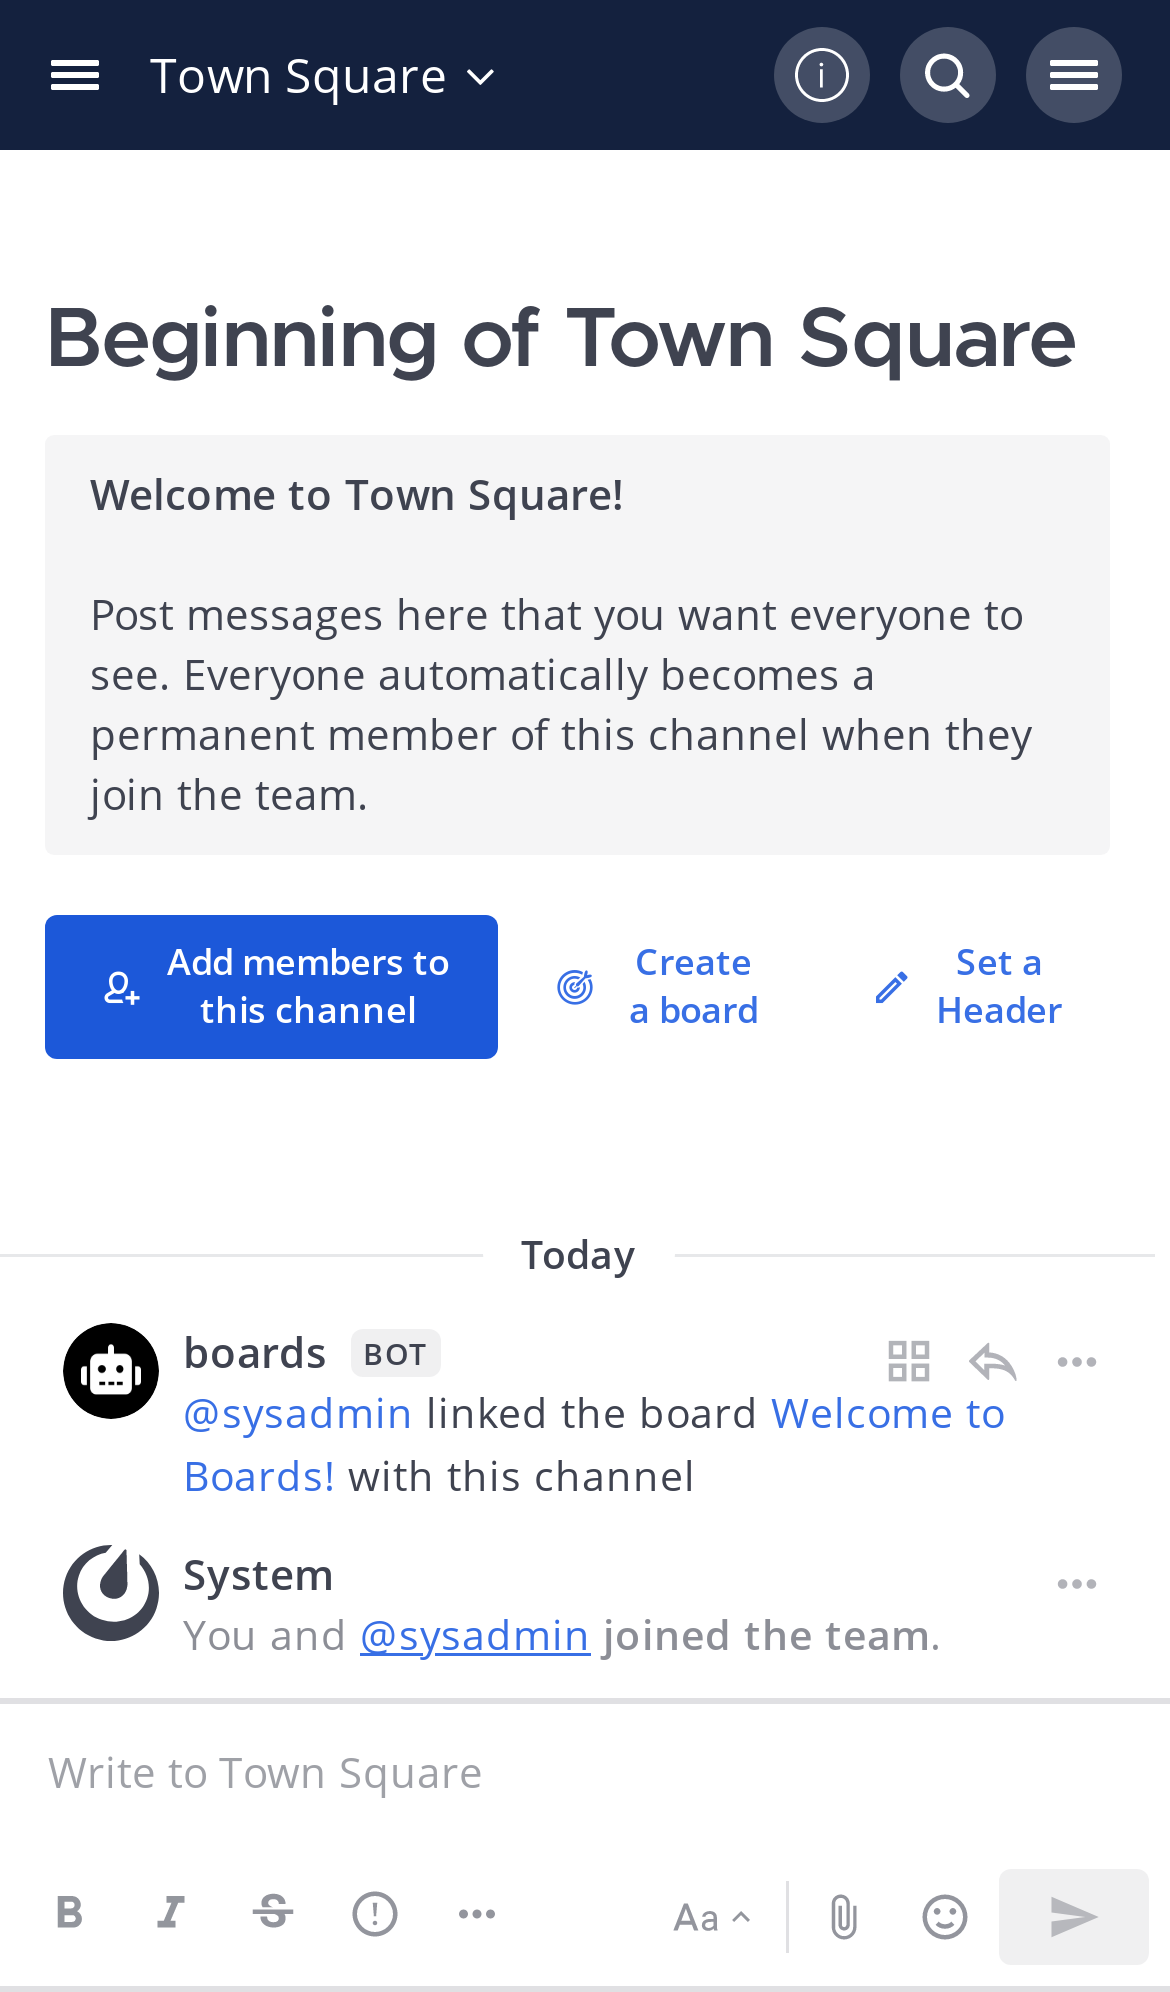 Town Square
Beginning of Town Square
Welcome to Town Square!
Post messages here that you want everyone to
see. Everyone automatically becomes a
permanent member of this channel when they
join the team.
Add members to
this channel
Create
a board
Set a
Header
Today
boards BOT
@sysadmin linked the board Welcome to
Boards! with this channel
System
You and @sysadmin joined the team.
Write to Town Square
B I S
Aa